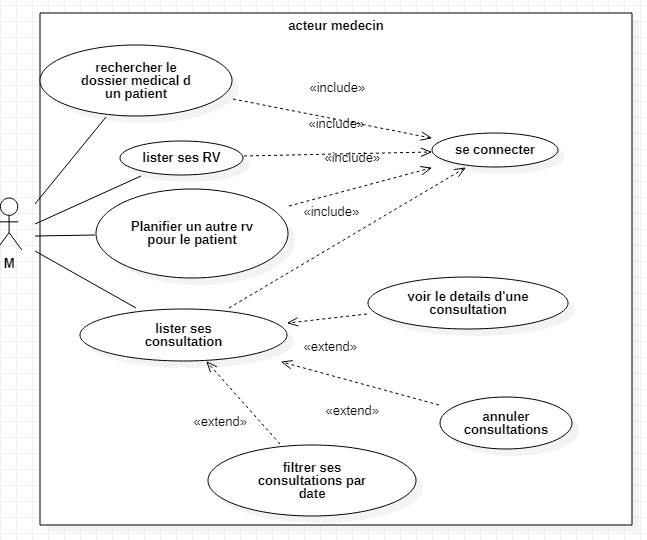 acteur medecin
rechercher le
dossier medical d
un patient
«include»
«include»
se connecter
lister ses RV
«include»
Planifier un autre rv
pour le patient
«include»
M
voir le details d'une
consultation
lister ses
consultation
«extend»
«extend»
annuler
consultations
«extend»
filtrer ses
consultations par
date